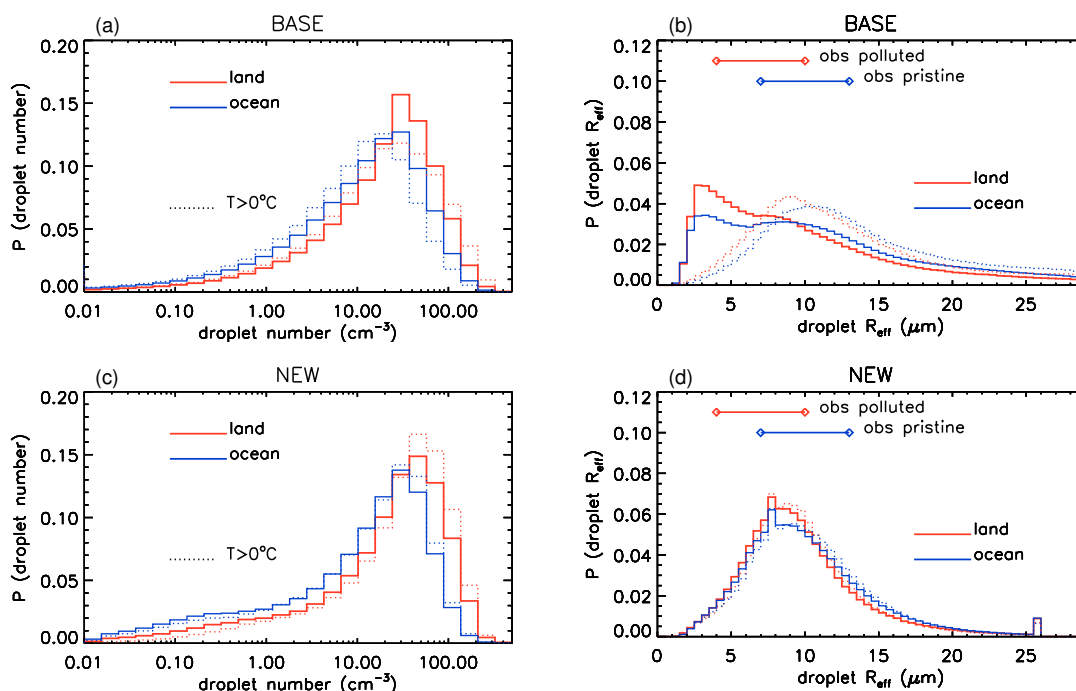 (a) BASE
0.20
0.15
0.10
0.05
0.00
P (droplet number)
land
ocean
T>0°C
0.01 0.10 1.00 10.00 100.00
droplet number (cm⁻³)
(b) BASE
0.12
0.10
0.08
0.06
0.04
0.02
0.00
P (droplet R_eff)
obs polluted
obs pristine
land
ocean
0 5 10 15 20 25
droplet R_eff (μm)
(c) NEW
0.20
0.15
0.10
0.05
0.00
P (droplet number)
land
ocean
T>0°C
0.01 0.10 1.00 10.00 100.00
droplet number (cm⁻³)
(d) NEW
0.12
0.10
0.08
0.06
0.04
0.02
0.00
P (droplet R_eff)
obs polluted
obs pristine
land
ocean
0 5 10 15 20 25
droplet R_eff (μm)